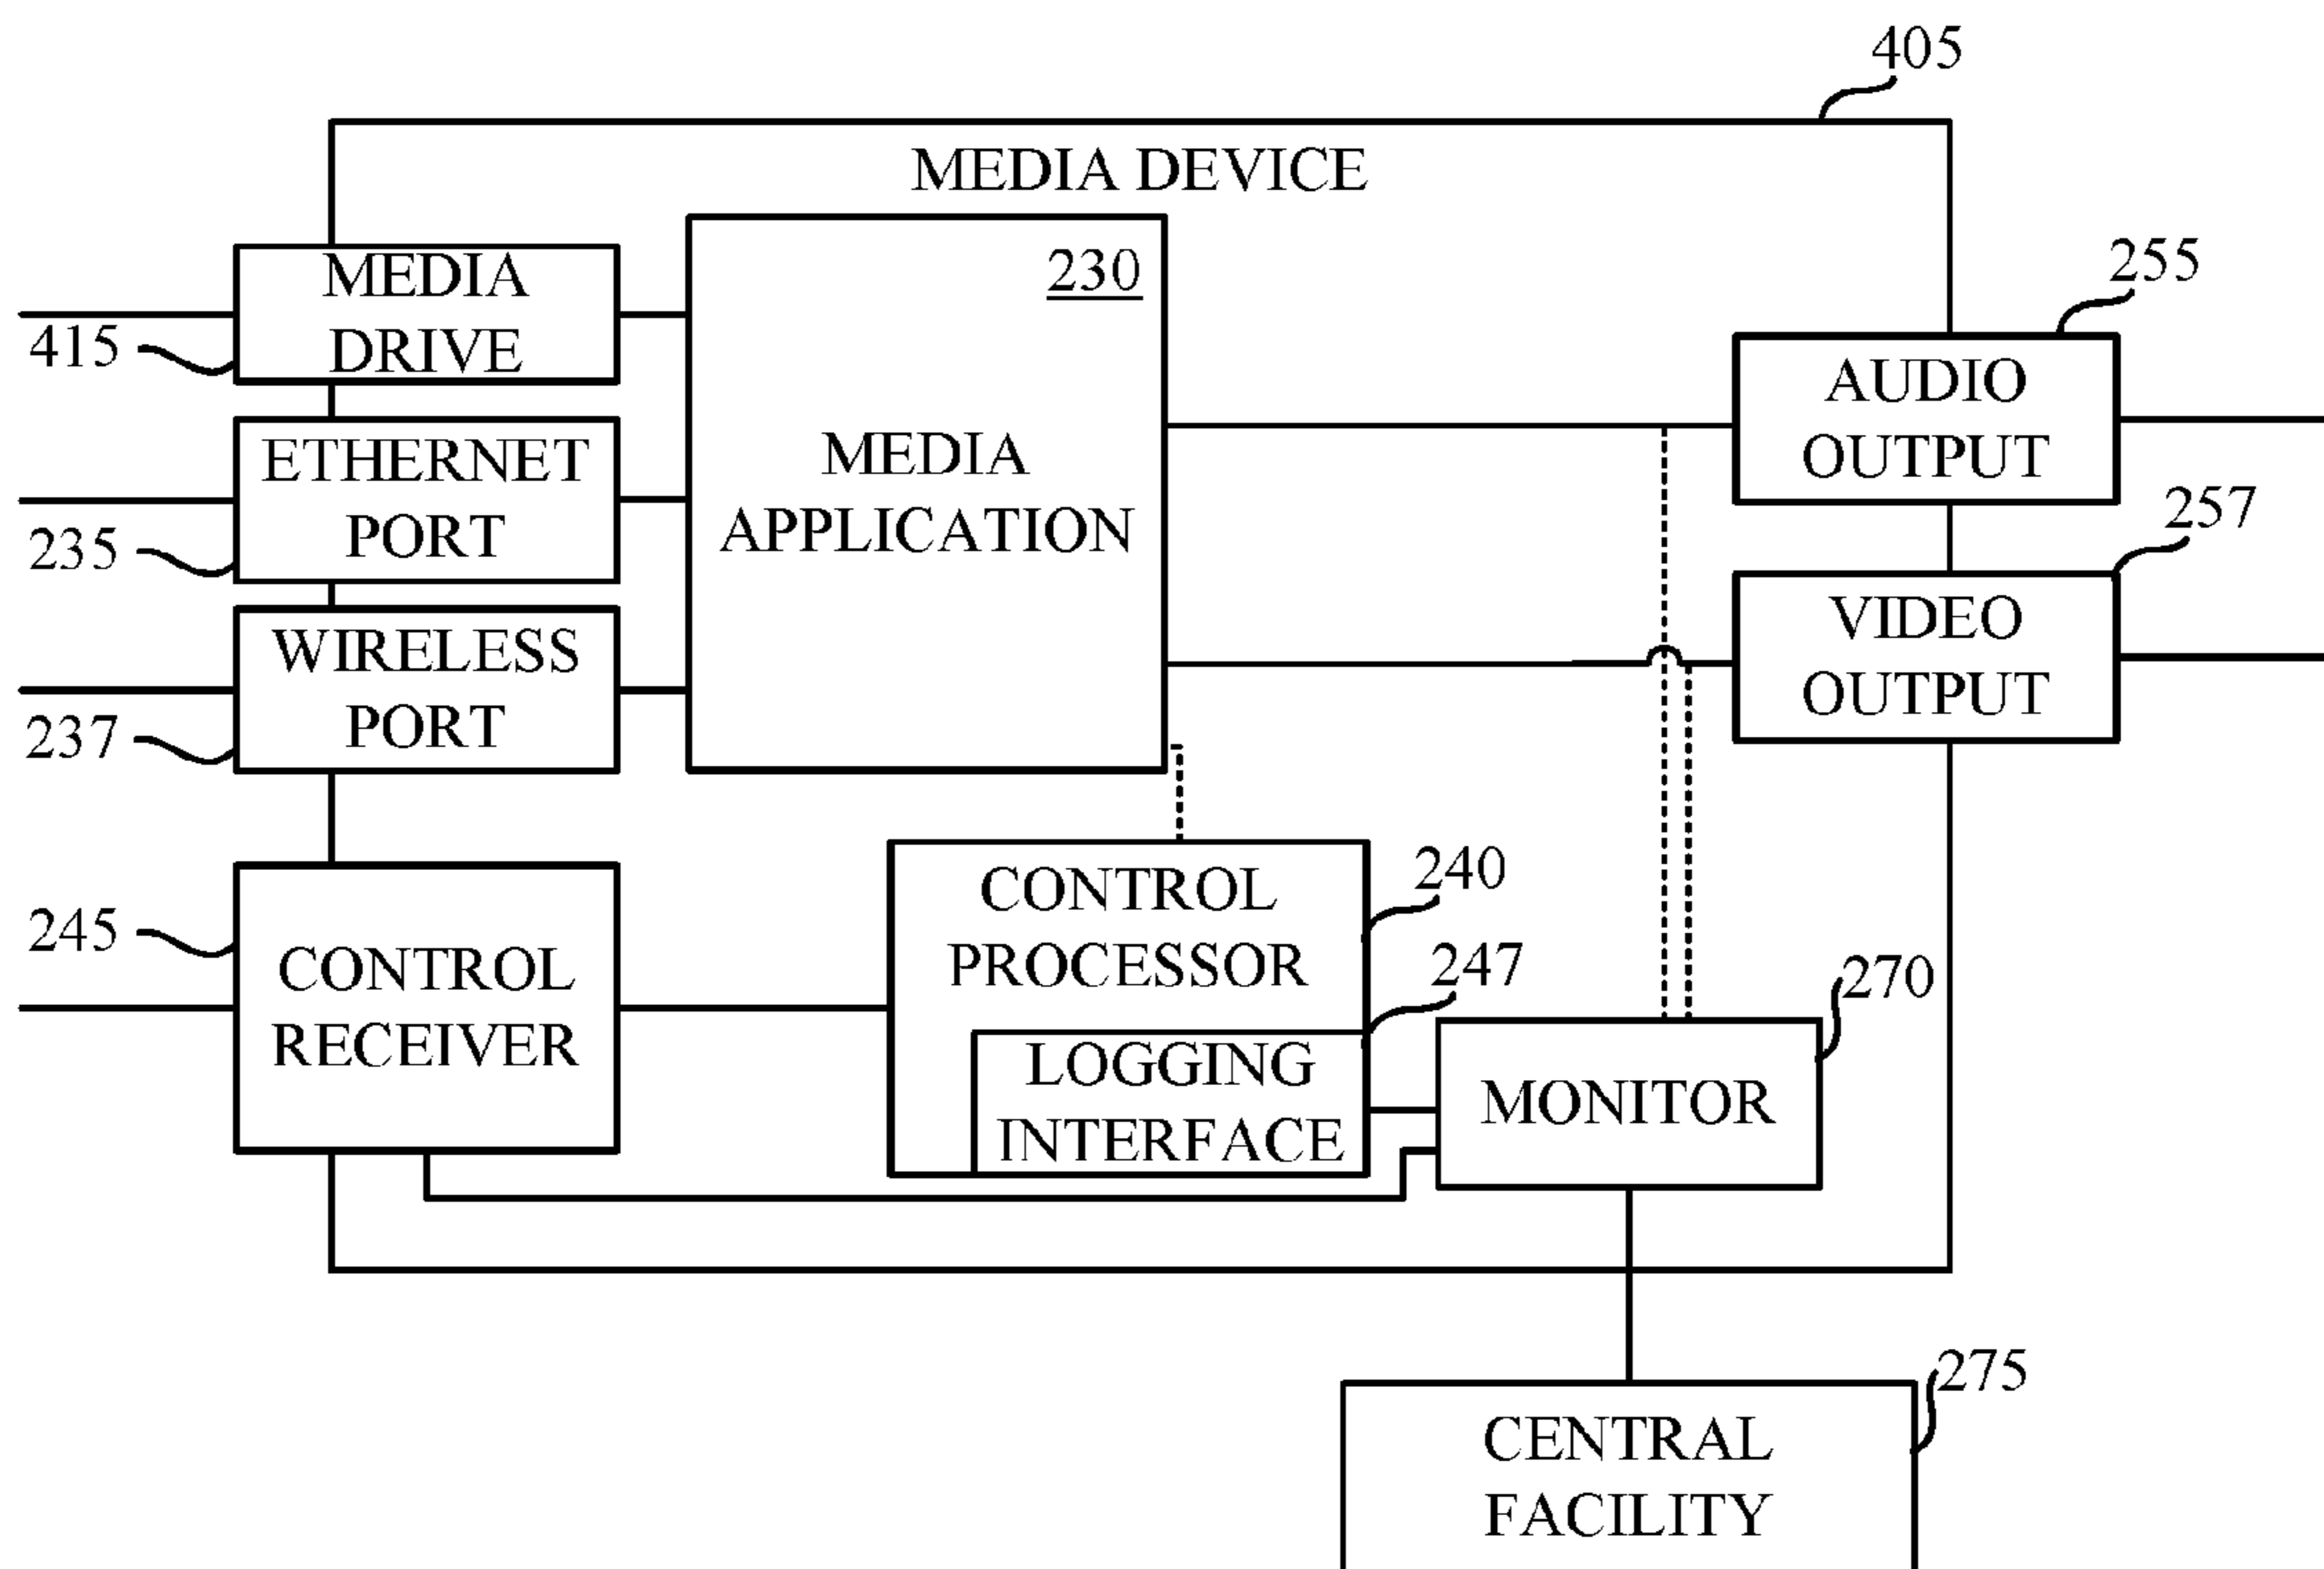 405
MEDIA DEVICE
MEDIA
DRIVE
415
230
255
ETHERNET
PORT
235
MEDIA
APPLICATION
AUDIO
OUTPUT
257
WIRELESS
PORT
237
VIDEO
OUTPUT
245
CONTROL
RECEIVER
CONTROL
PROCESSOR
240
247
LOGGING
INTERFACE
270
MONITOR
275
CENTRAL
FACILITY